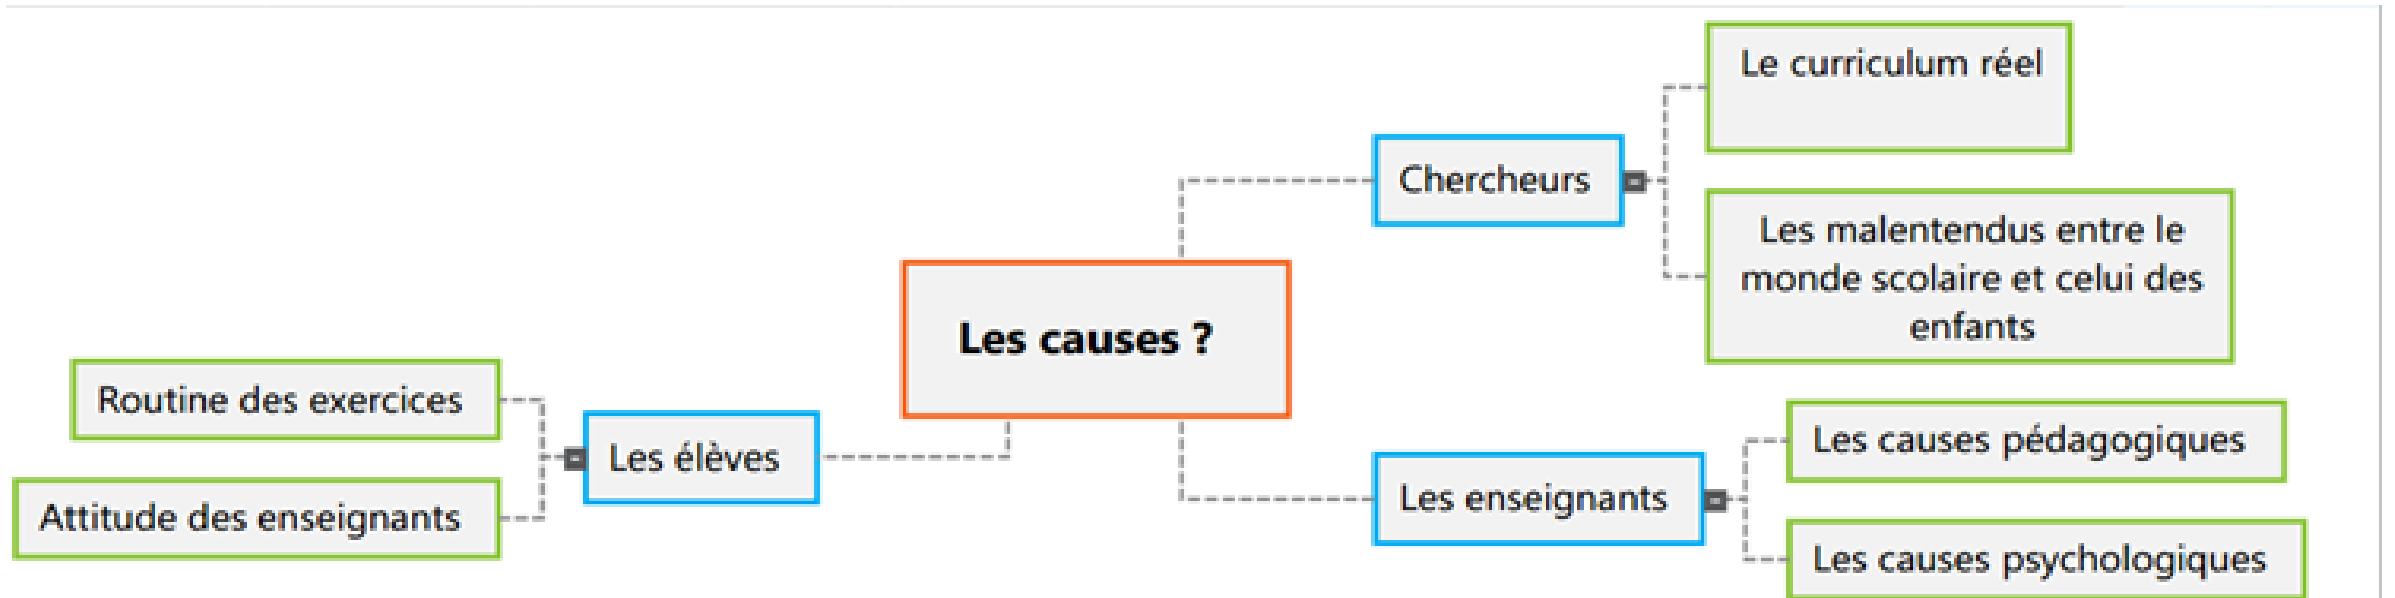 Le curriculum réel
Chercheurs
Les malentendus entre le
monde scolaire et celui des
enfants
Les causes ?
Routine des exercices
Les élèves
Attitude des enseignants
Les causes pédagogiques
Les enseignants
Les causes psychologiques